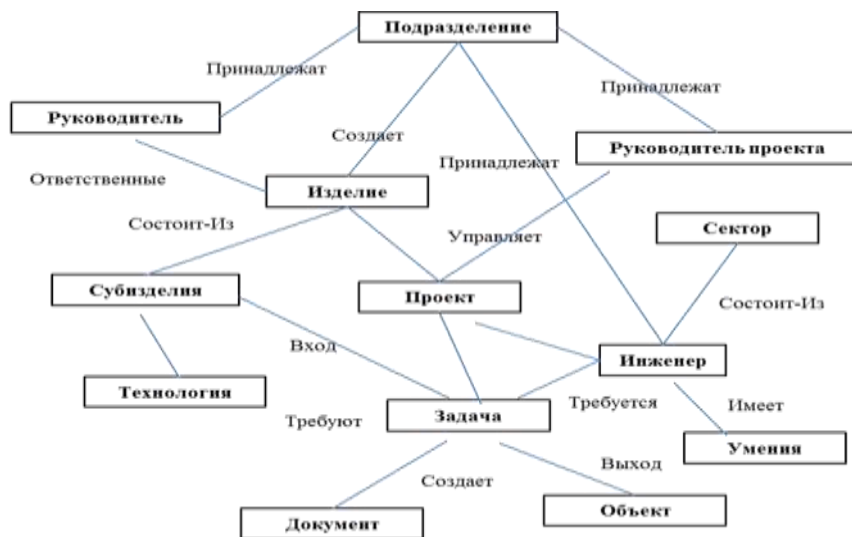 Подразделение
Принадлежат
Принадлежат
Руководитель
Создает
Принадлежат
Руководитель проекта
Ответственные
Изделие
Состоит-Из
Управляет
Сектор
Субизделия
Проект
Состоит-Из
Вход
Инженер
Технология
Требуют
Задача
Требуется
Имеет
Умения
Создает
Выход
Документ
Объект